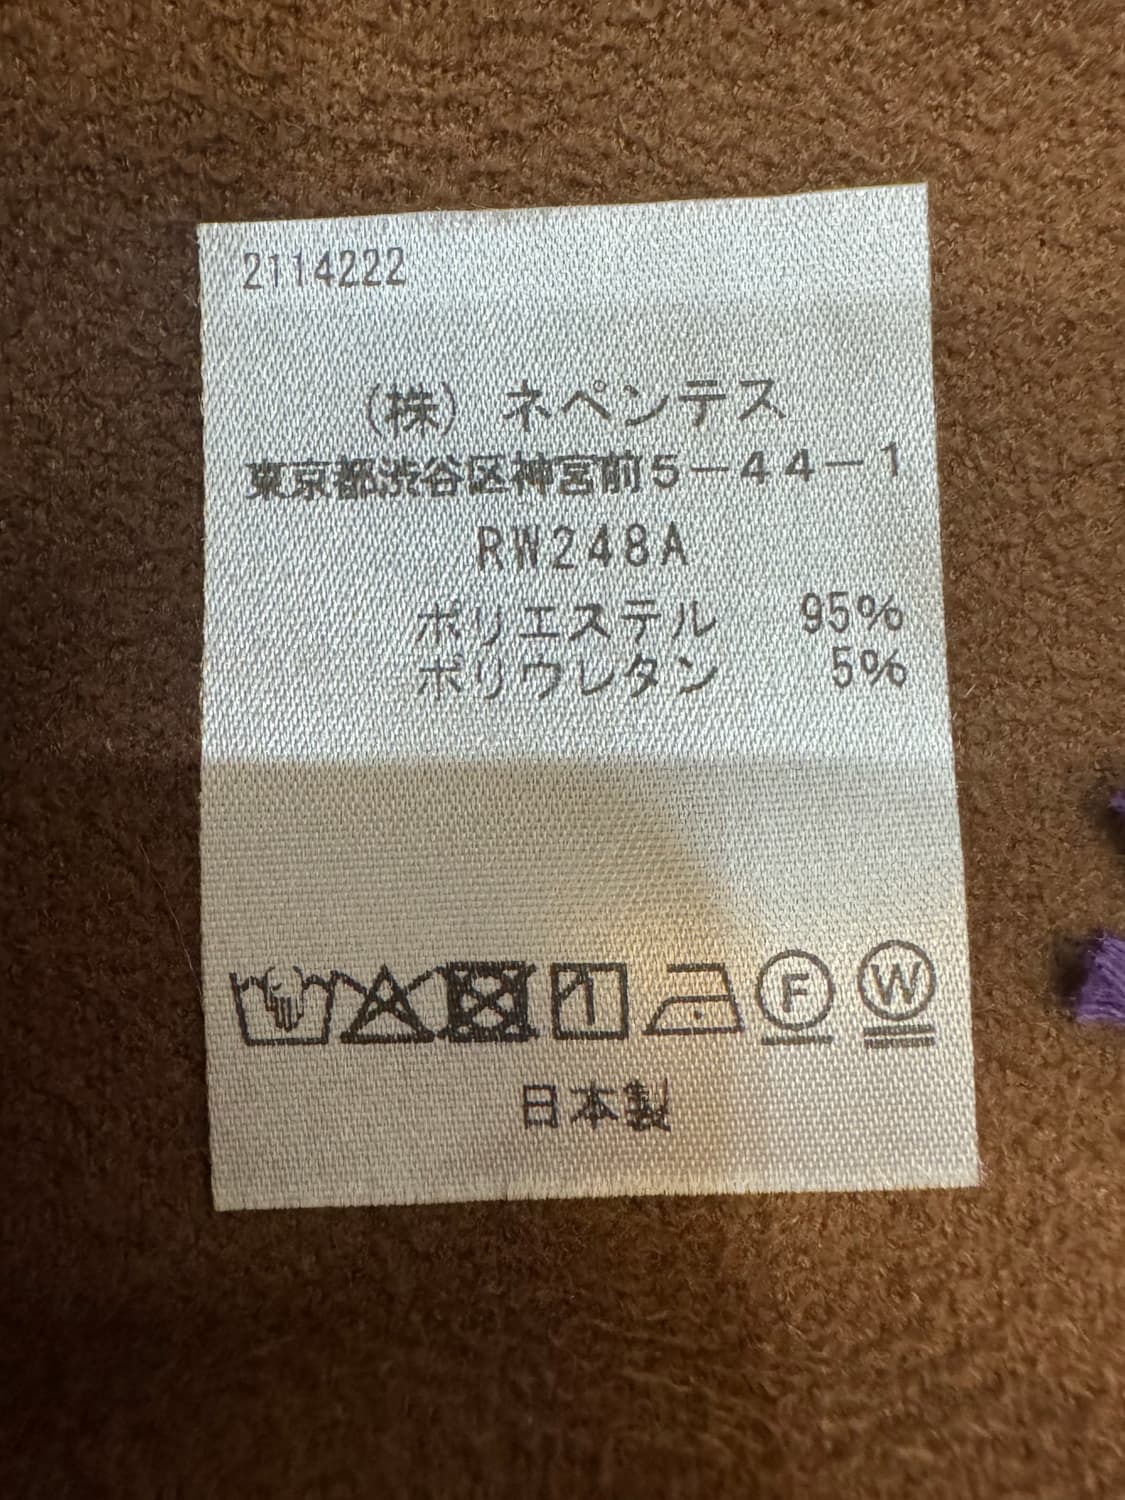 2114222
(株) ネペンテス
東京都渋谷区神宮前5-44-1
RW248A
ポリエステル 95%
ポリウレタン 5%
F W
日本製